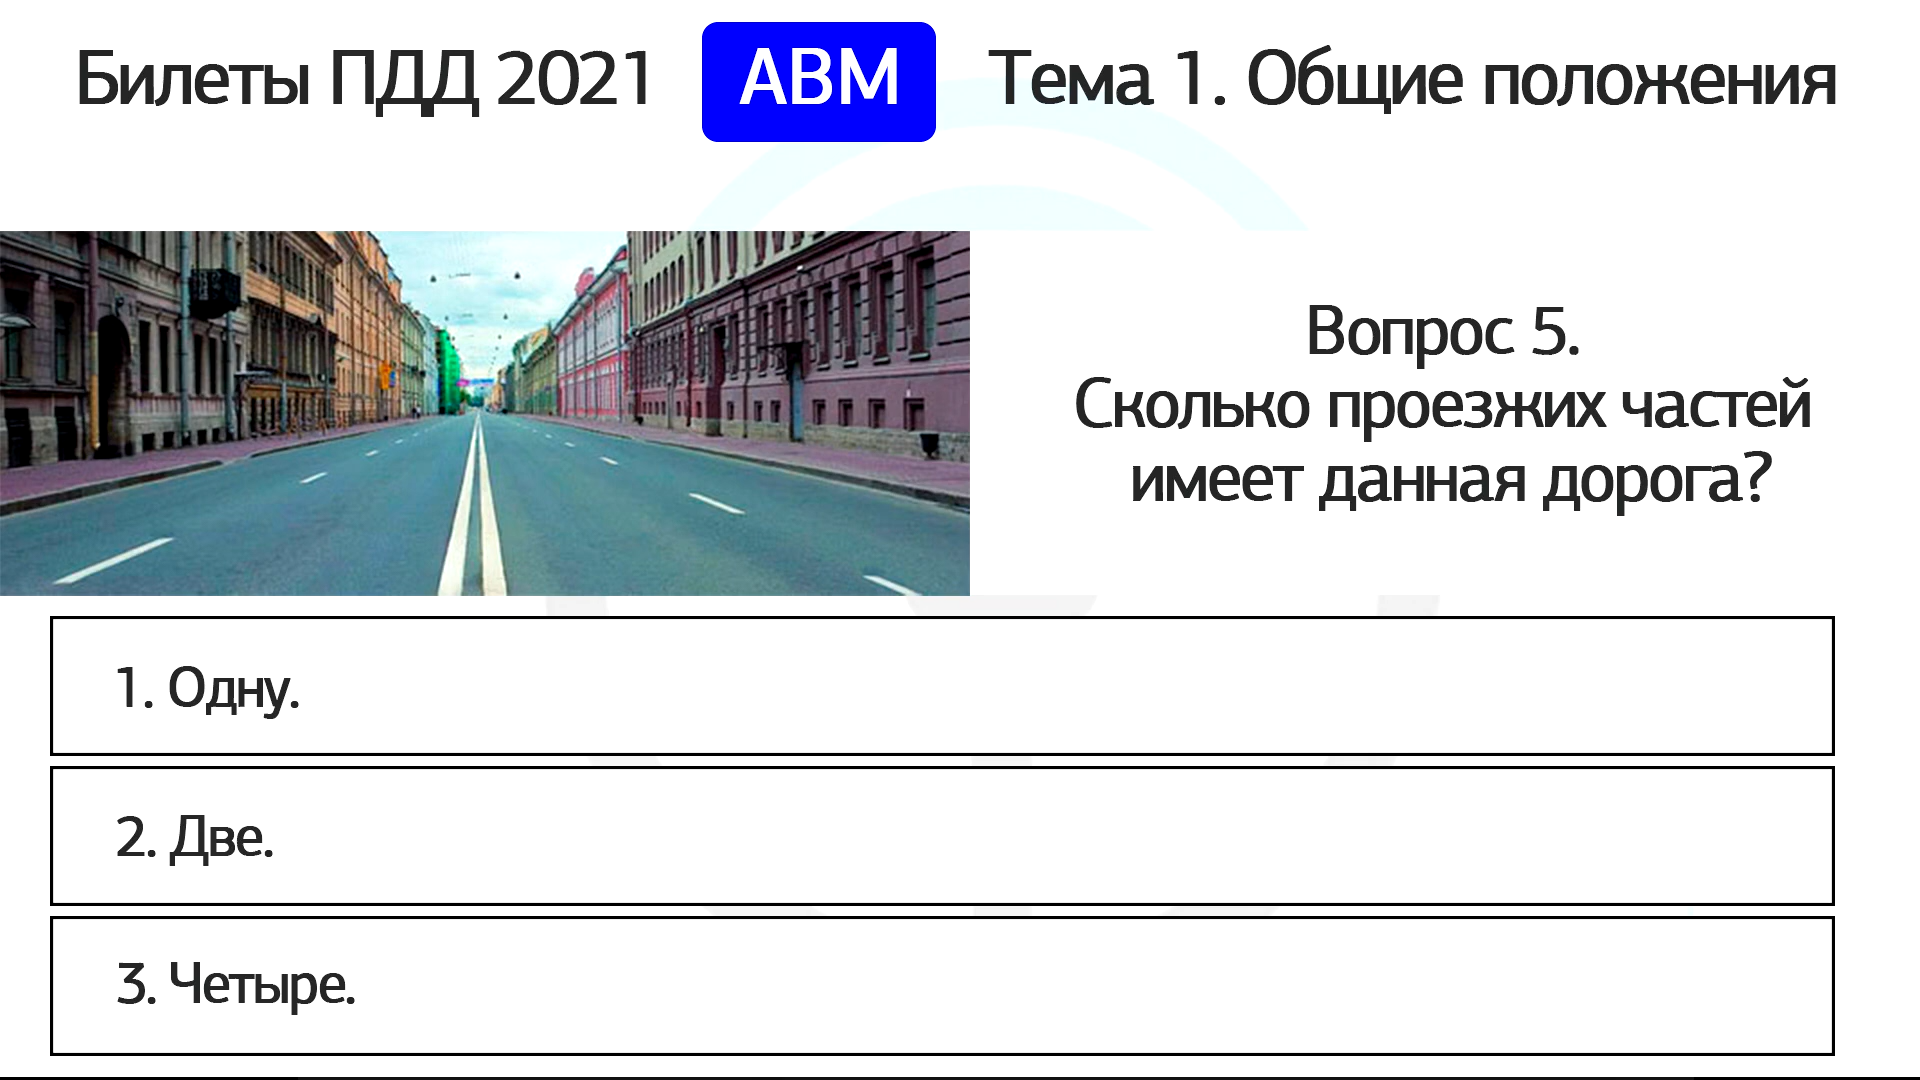 Билеты ПДД 2021
АВМ
Тема 1. Общие положения
Вопрос 5.
Сколько проезжих частей
имеет данная дорога?
1. Одну.
2. Две.
3. Четыре.